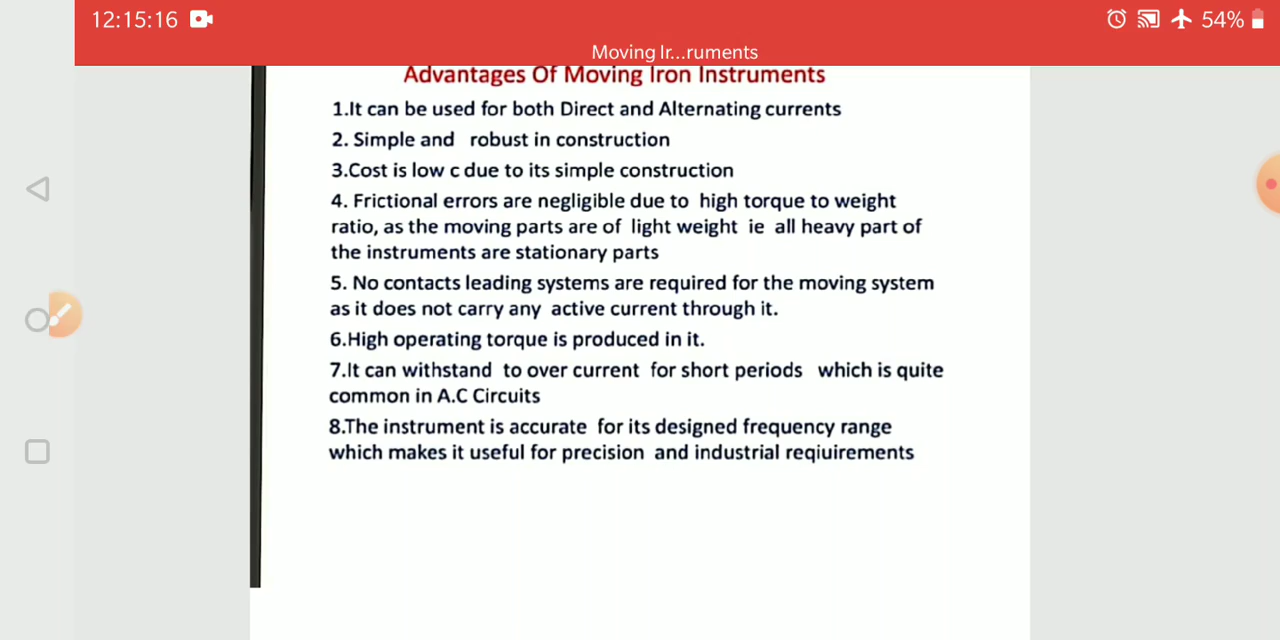 12:15:16
54%
Moving Ir...ruments
Advantages Of Moving Iron Instruments
1.It can be used for both Direct and Alternating currents
2. Simple and robust in construction
3.Cost is low c due to its simple construction
4. Frictional errors are negligible due to high torque to weight
ratio, as the moving parts are of light weight ie all heavy part of
the instruments are stationary parts
5. No contacts leading systems are required for the moving system
as it does not carry any active current through it.
6.High operating torque is produced in it.
7.It can withstand to over current for short periods which is quite
common in A.C Circuits
8.The instrument is accurate for its designed frequency range
which makes it useful for precision and industrial reqiuirements